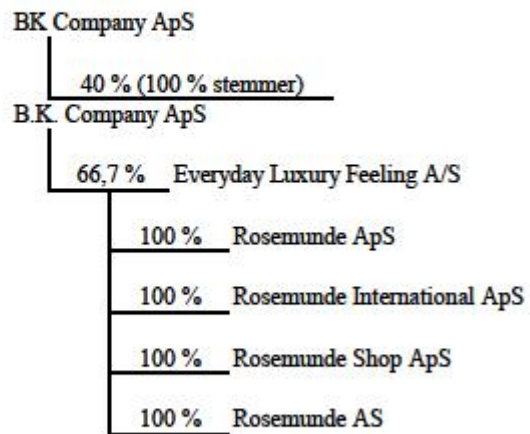 BK Company ApS
40 % (100 % stemmer)
B.K. Company ApS
66,7 % Everyday Luxury Feeling A/S
100 % Rosemunde ApS
100 % Rosemunde International ApS
100 % Rosemunde Shop ApS
100 % Rosemunde AS